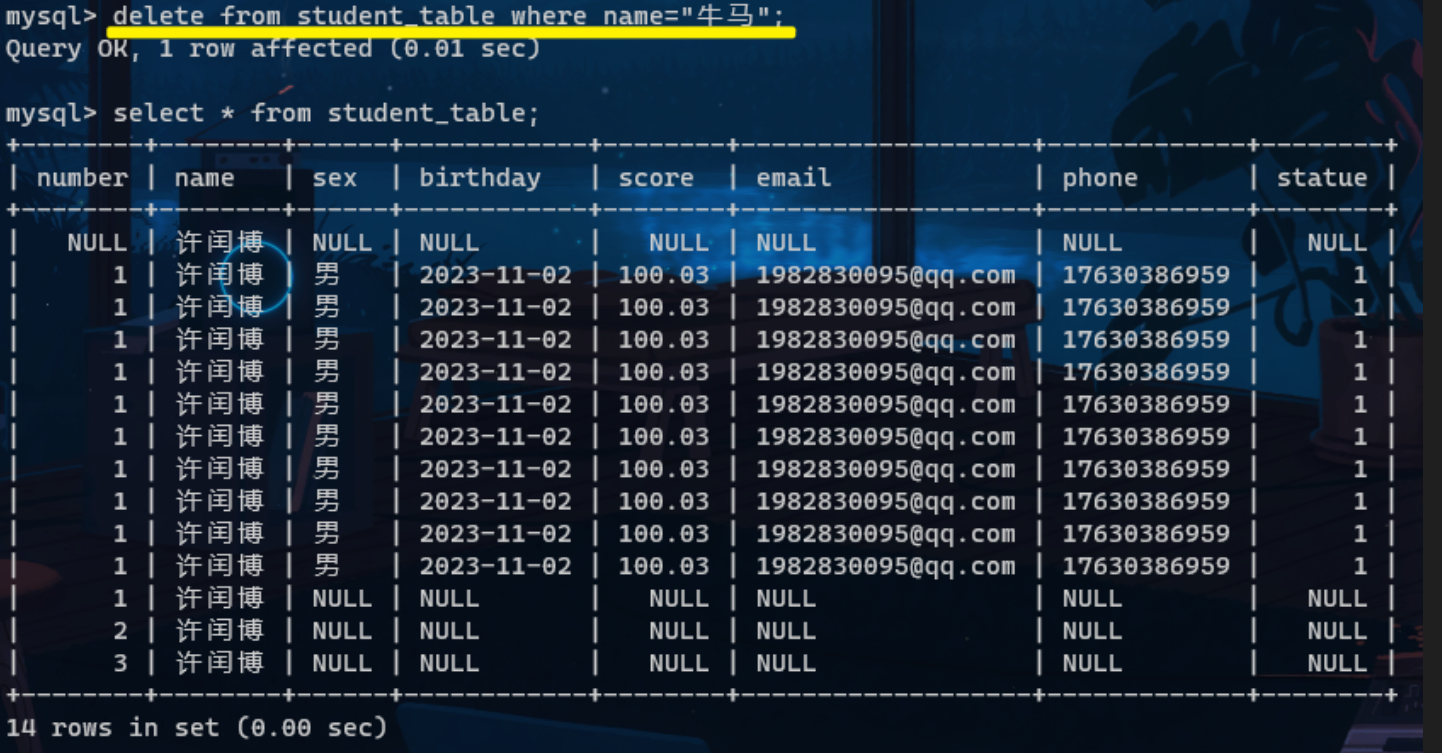 mysql> delete from student_table where name="牛马";
Query OK, 1 row affected (0.01 sec)
mysql> select * from student_table;
+--------+--------+------+------------+--------+-------------------+-------------+--------+
| number | name | sex | birthday | score | email | phone | statue |
+--------+--------+------+------------+--------+-------------------+-------------+--------+
| NULL | 许闰博 | NULL | NULL | NULL | NULL | NULL | NULL |
| 1 | 许闰博 | 男 | 2023-11-02 | 100.03 | 1982830095@qq.com | 17630386959 | 1 |
| 1 | 许闰博 | 男 | 2023-11-02 | 100.03 | 1982830095@qq.com | 17630386959 | 1 |
| 1 | 许闰博 | 男 | 2023-11-02 | 100.03 | 1982830095@qq.com | 17630386959 | 1 |
| 1 | 许闰博 | 男 | 2023-11-02 | 100.03 | 1982830095@qq.com | 17630386959 | 1 |
| 1 | 许闰博 | 男 | 2023-11-02 | 100.03 | 1982830095@qq.com | 17630386959 | 1 |
| 1 | 许闰博 | 男 | 2023-11-02 | 100.03 | 1982830095@qq.com | 17630386959 | 1 |
| 1 | 许闰博 | 男 | 2023-11-02 | 100.03 | 1982830095@qq.com | 17630386959 | 1 |
| 1 | 许闰博 | 男 | 2023-11-02 | 100.03 | 1982830095@qq.com | 17630386959 | 1 |
| 1 | 许闰博 | 男 | 2023-11-02 | 100.03 | 1982830095@qq.com | 17630386959 | 1 |
| 1 | 许闰博 | 男 | 2023-11-02 | 100.03 | 1982830095@qq.com | 17630386959 | 1 |
| 1 | 许闰博 | NULL | NULL | NULL | NULL | NULL | NULL |
| 2 | 许闰博 | NULL | NULL | NULL | NULL | NULL | NULL |
| 3 | 许闰博 | NULL | NULL | NULL | NULL | NULL | NULL |
+--------+--------+------+------------+--------+-------------------+-------------+--------+
14 rows in set (0.00 sec)